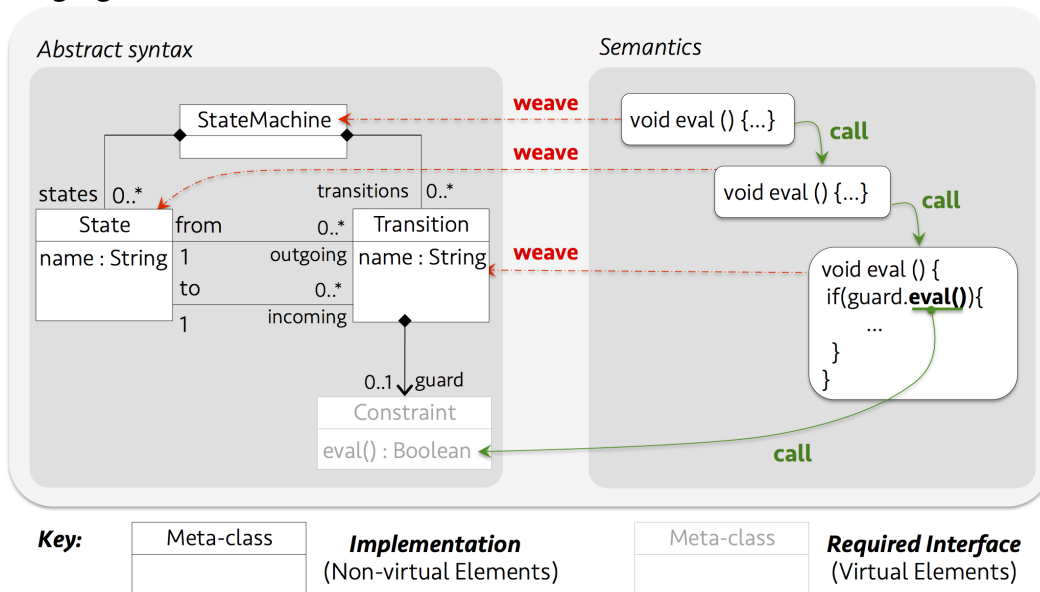 Abstract syntax
Semantics
StateMachine
weave
void eval () {...}
call
weave
states 0..*
transitions 0..*
void eval () {...}
call
State
from
0..*
Transition
name : String
1
outgoing
name : String
weave
to
0..*
1
incoming
void eval () {
if(guard.eval()){
...
}
}
0..1 guard
Constraint
eval() : Boolean
call
Key:
Meta-class
Implementation
(Non-virtual Elements)
Meta-class
Required Interface
(Virtual Elements)